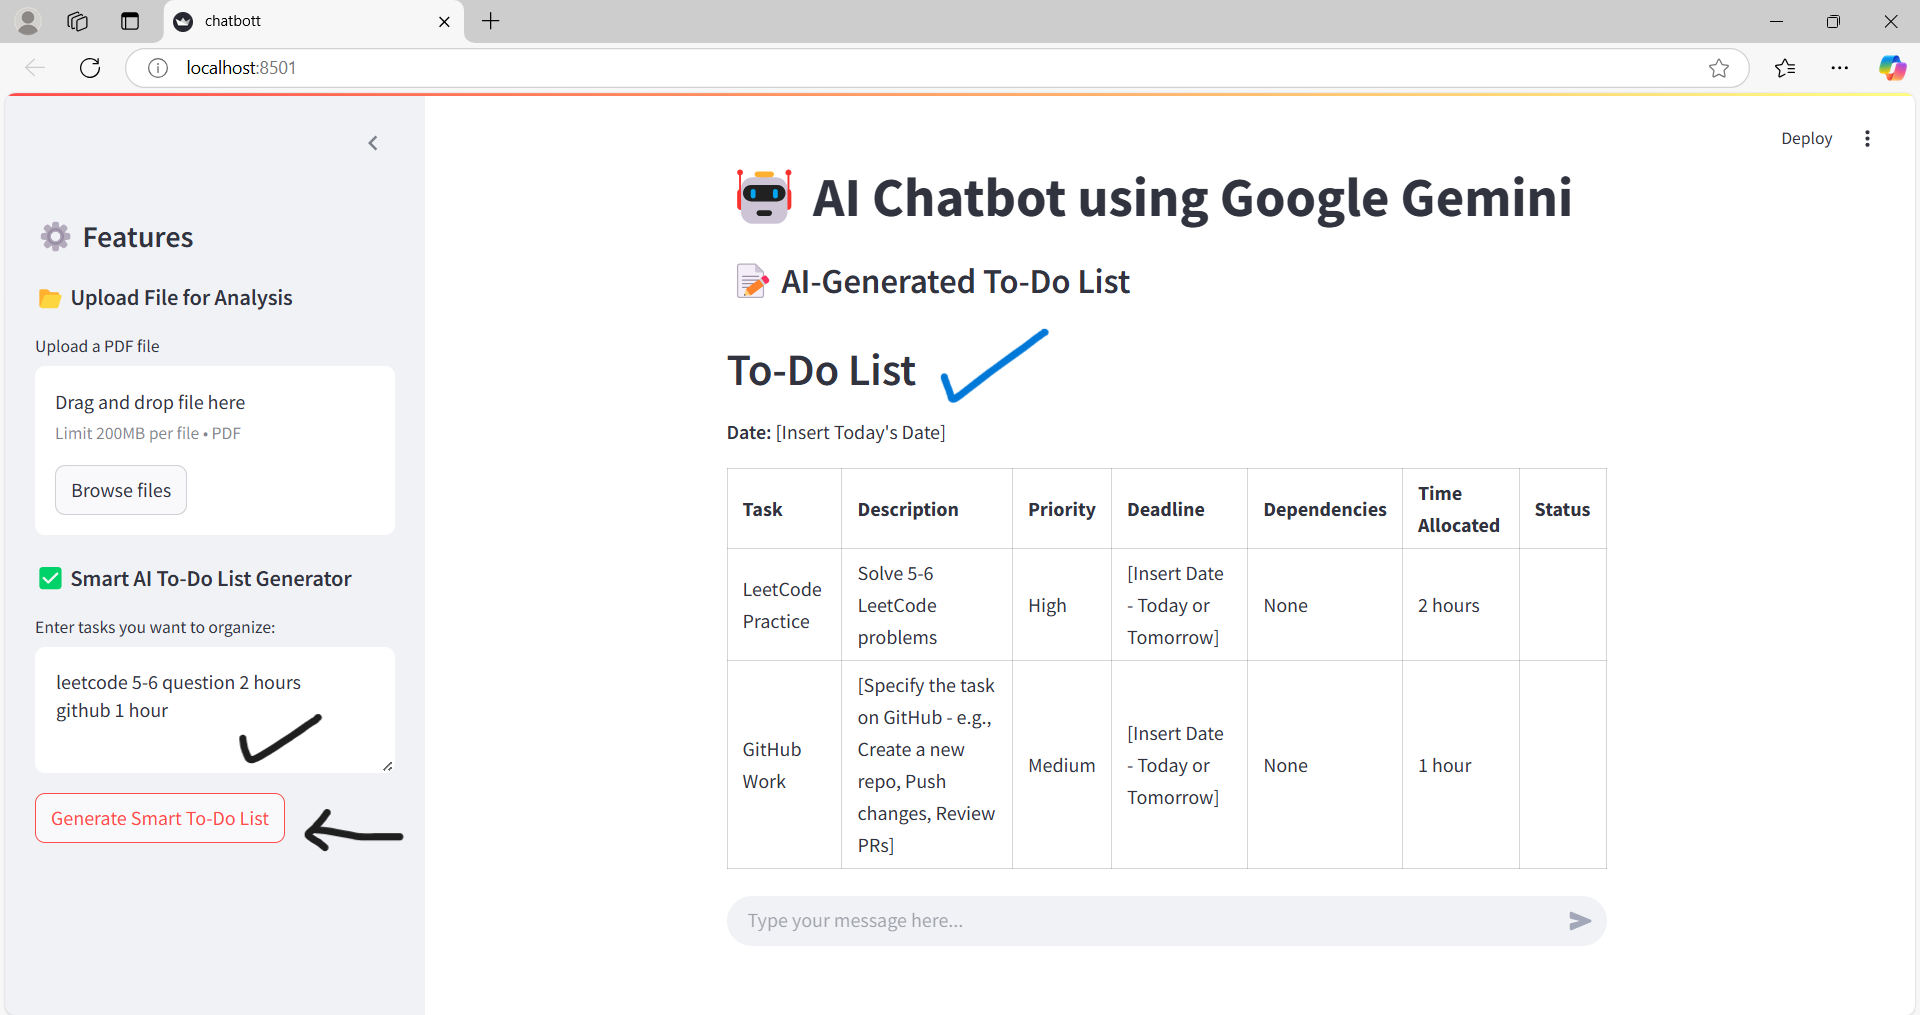 chatbott
localhost:8501
Deploy
Features
Upload File for Analysis
Upload a PDF file
Drag and drop file here
Limit 200MB per file • PDF
Browse files
Smart AI To-Do List Generator
Enter tasks you want to organize:
leetcode 5-6 question 2 hours
github 1 hour
Generate Smart To-Do List
AI Chatbot using Google Gemini
AI-Generated To-Do List
To-Do List
Date: [Insert Today's Date]
Task Description Priority Deadline Dependencies Time Allocated Status
LeetCode Practice Solve 5-6 LeetCode problems High [Insert Date - Today or Tomorrow] None 2 hours
GitHub Work [Specify the task on GitHub - e.g., Create a new repo, Push changes, Review PRs] Medium [Insert Date - Today or Tomorrow] None 1 hour
Type your message here...